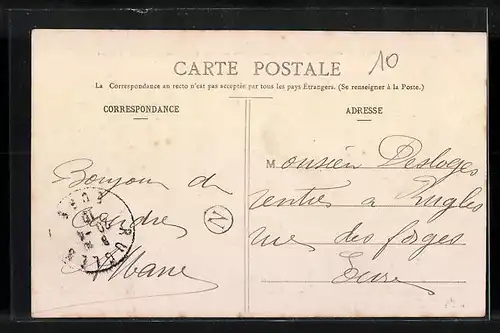 10
CARTE POSTALE
La Correspondance au recto n'est pas acceptée par tous les pays Etrangers. (Se renseigner à la Poste.)
CORRESPONDANCE
ADRESSE
Bonjour de
Monsieur Desloges
rentier a Rugles
rue des forges
Eure
N
RUGLES